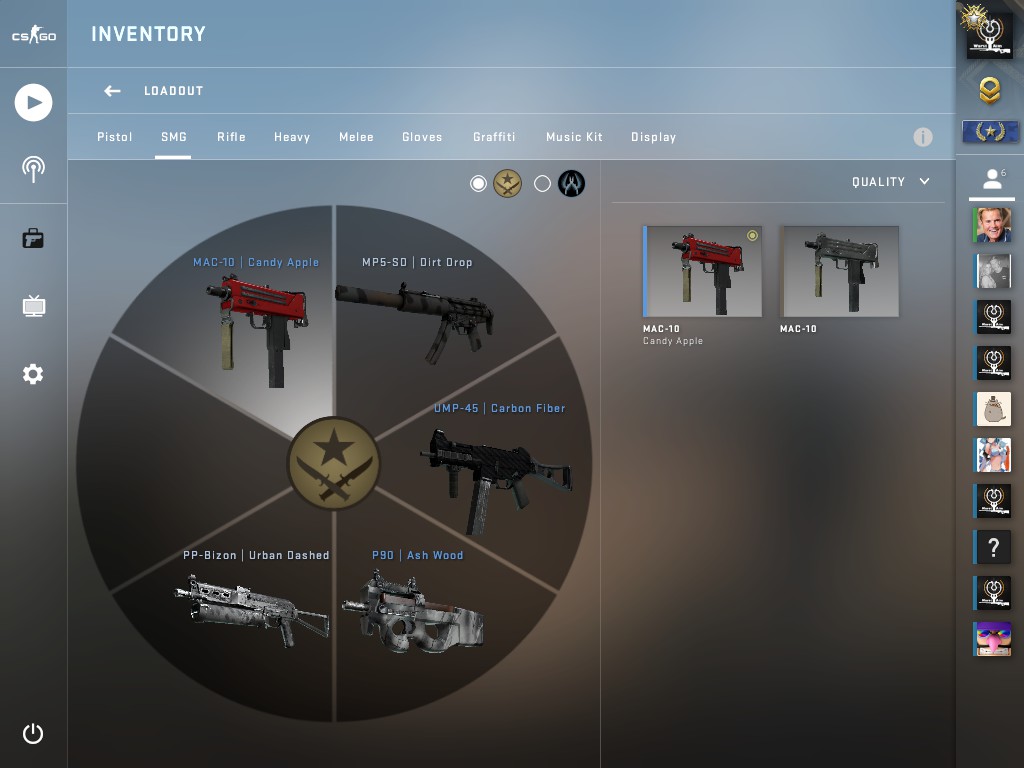 CS GO
INVENTORY
LOADOUT
Pistol SMG Rifle Heavy Melee Gloves Graffiti Music Kit Display
i
QUALITY
6
MAC-10 | Candy Apple
MP5-SD | Dirt Drop
MAC-10
Candy Apple
MAC-10
UMP-45 | Carbon Fiber
PP-Bizon | Urban Dashed
P90 | Ash Wood
?